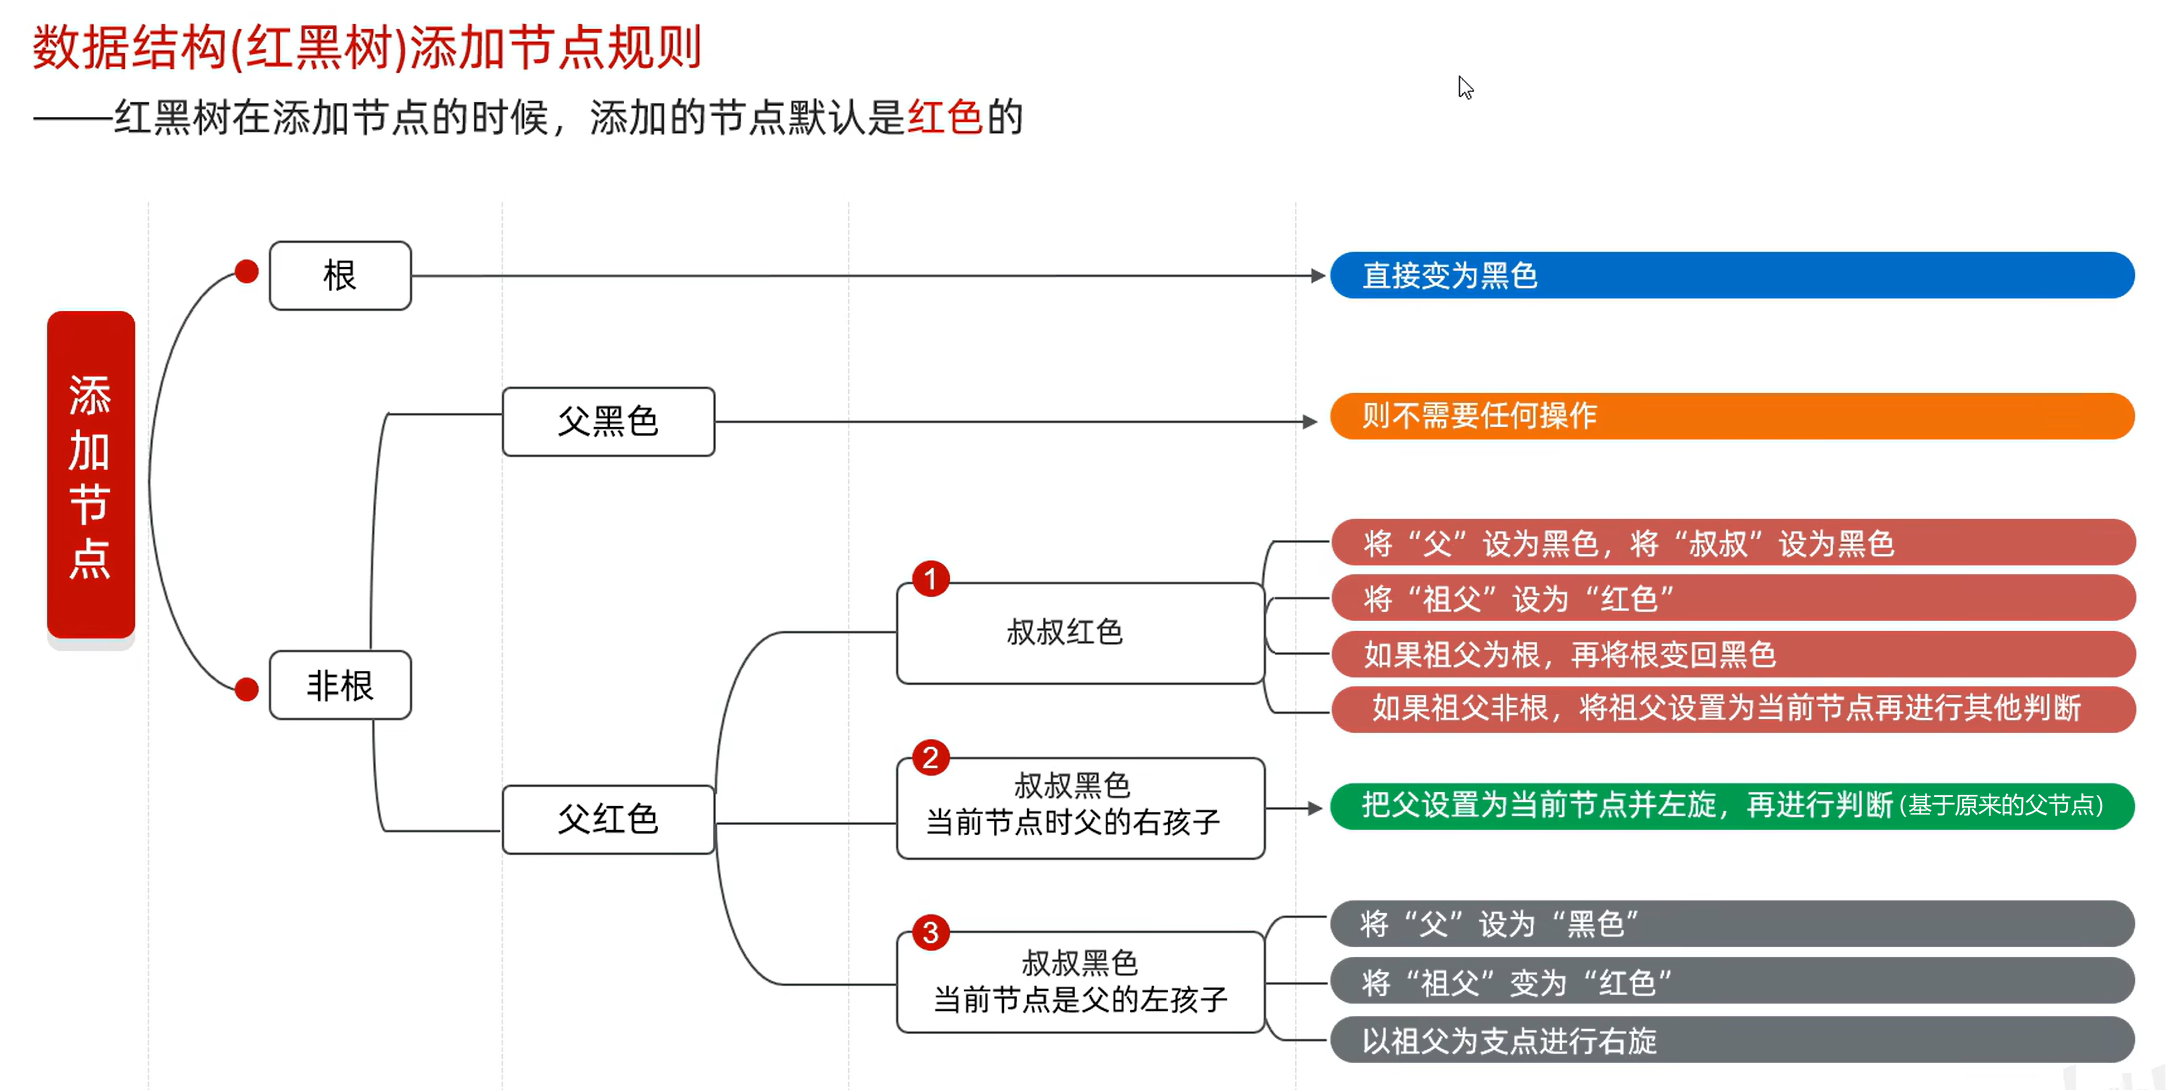 数据结构(红黑树)添加节点规则
——红黑树在添加节点的时候，添加的节点默认是红色的
添加节点
根
直接变为黑色
非根
父黑色
则不需要任何操作
父红色
1
叔叔红色
将“父”设为黑色，将“叔叔”设为黑色
将“祖父”设为“红色”
如果祖父为根，再将根变回黑色
如果祖父非根，将祖父设置为当前节点再进行其他判断
2
叔叔黑色
当前节点时父的右孩子
把父设置为当前节点并左旋，再进行判断(基于原来的父节点)
3
叔叔黑色
当前节点是父的左孩子
将“父”设为“黑色”
将“祖父”变为“红色”
以祖父为支点进行右旋